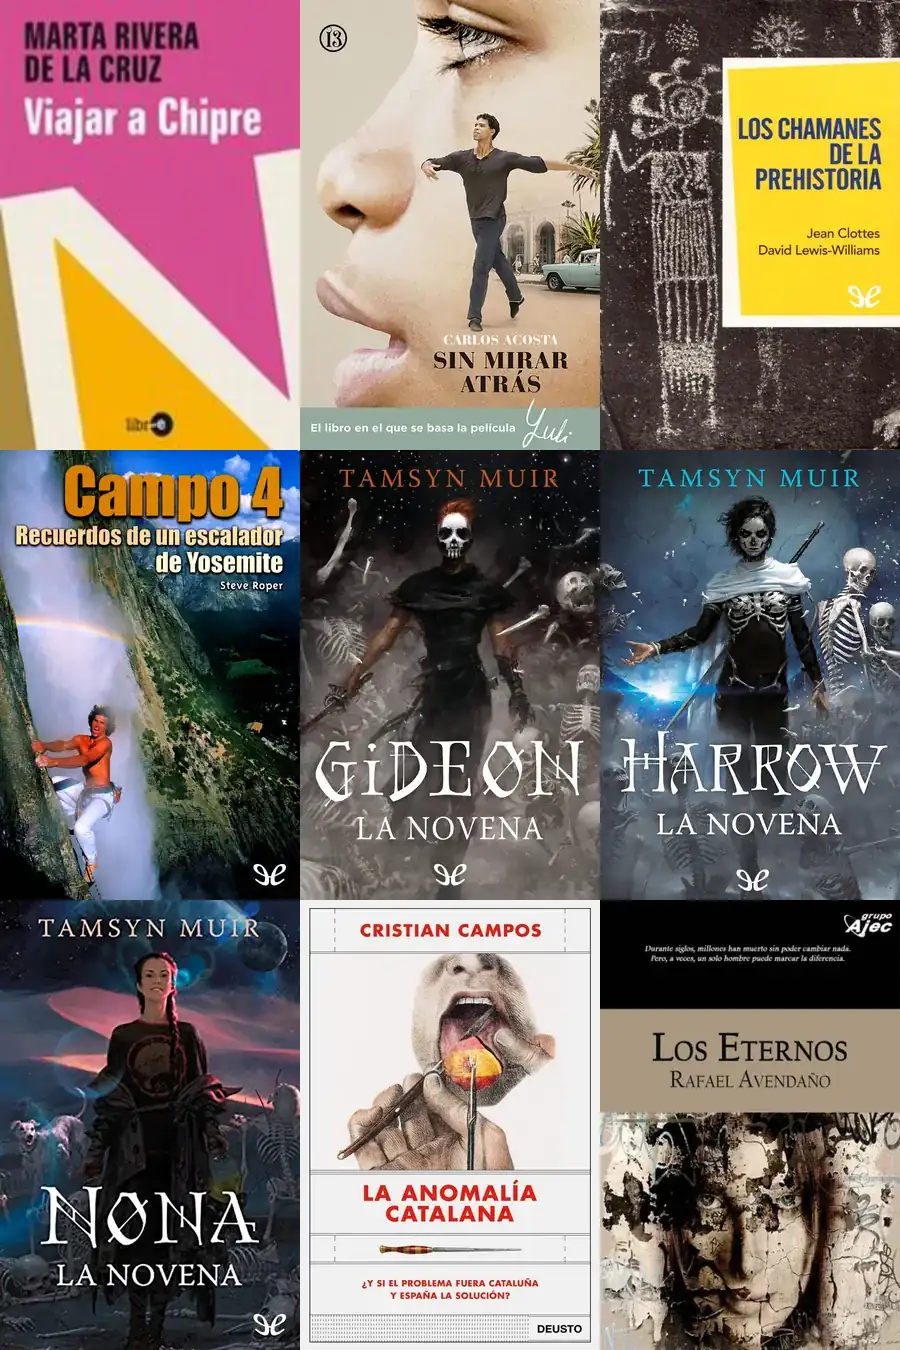 MARTA RIVERA
DE LA CRUZ
Viajar a Chipre
libr-e
13
CARLOS ACOSTA
SIN MIRAR
ATRÁS
El libro en el que se basa la película
Yuli
LOS CHAMANES
DE LA
PREHISTORIA
Jean Clottes
David Lewis-Williams
Campo 4
Recuerdos de un escalador
de Yosemite
Steve Roper
TAMSYN MUIR
GiDEON
LA NOVENA
TAMSYN MUIR
HARROW
LA NOVENA
TAMSYN MUIR
NONA
LA NOVENA
CRISTIAN CAMPOS
LA ANOMALÍA
CATALANA
¿Y SI EL PROBLEMA FUERA CATALUÑA
Y ESPAÑA LA SOLUCIÓN?
DEUSTO
grupo
Ajec
Durante siglos, millones han muerto sin poder cambiar nada.
Pero, a veces, un solo hombre puede marcar la diferencia.
LOS ETERNOS
RAFAEL AVENDAÑO